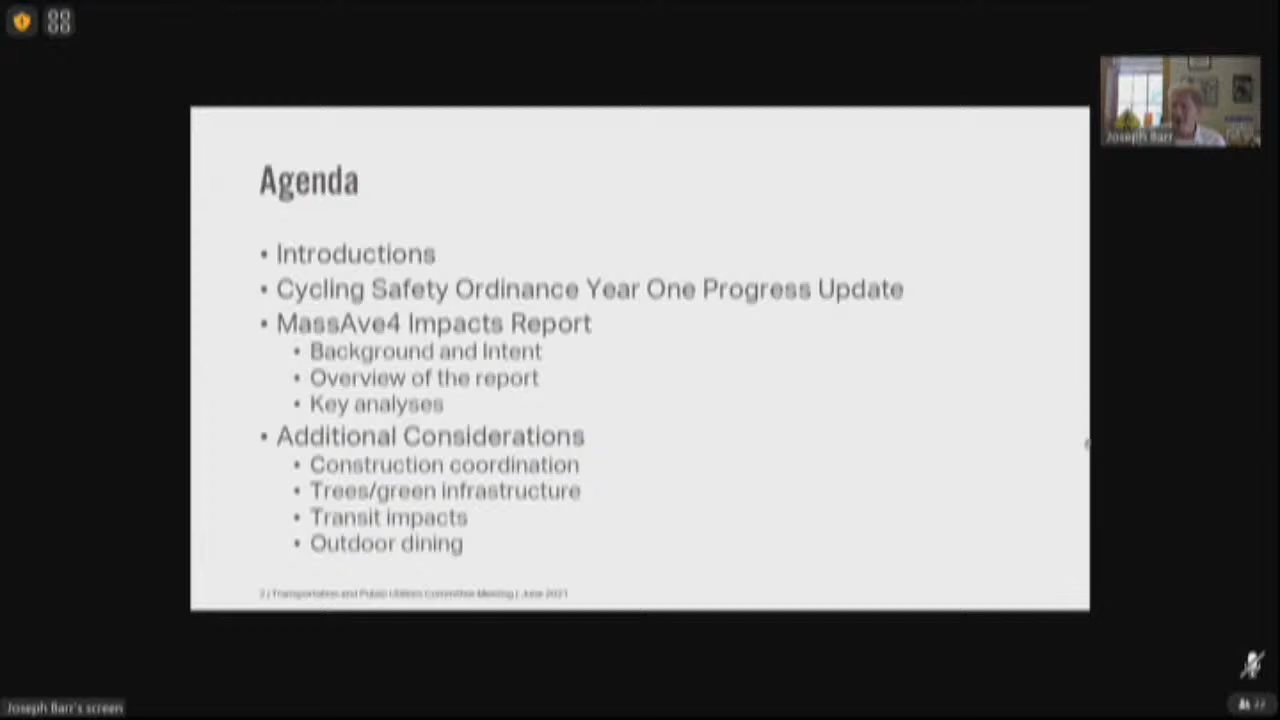 Joseph Barr
Agenda
• Introductions
• Cycling Safety Ordinance Year One Progress Update
• MassAve4 Impacts Report
• Background and Intent
• Overview of the report
• Key analyses
• Additional Considerations
• Construction coordination
• Trees/green infrastructure
• Transit impacts
• Outdoor dining
2 | Transportation and Public Utilities Committee Meeting | June 2021
Joseph Barr's screen